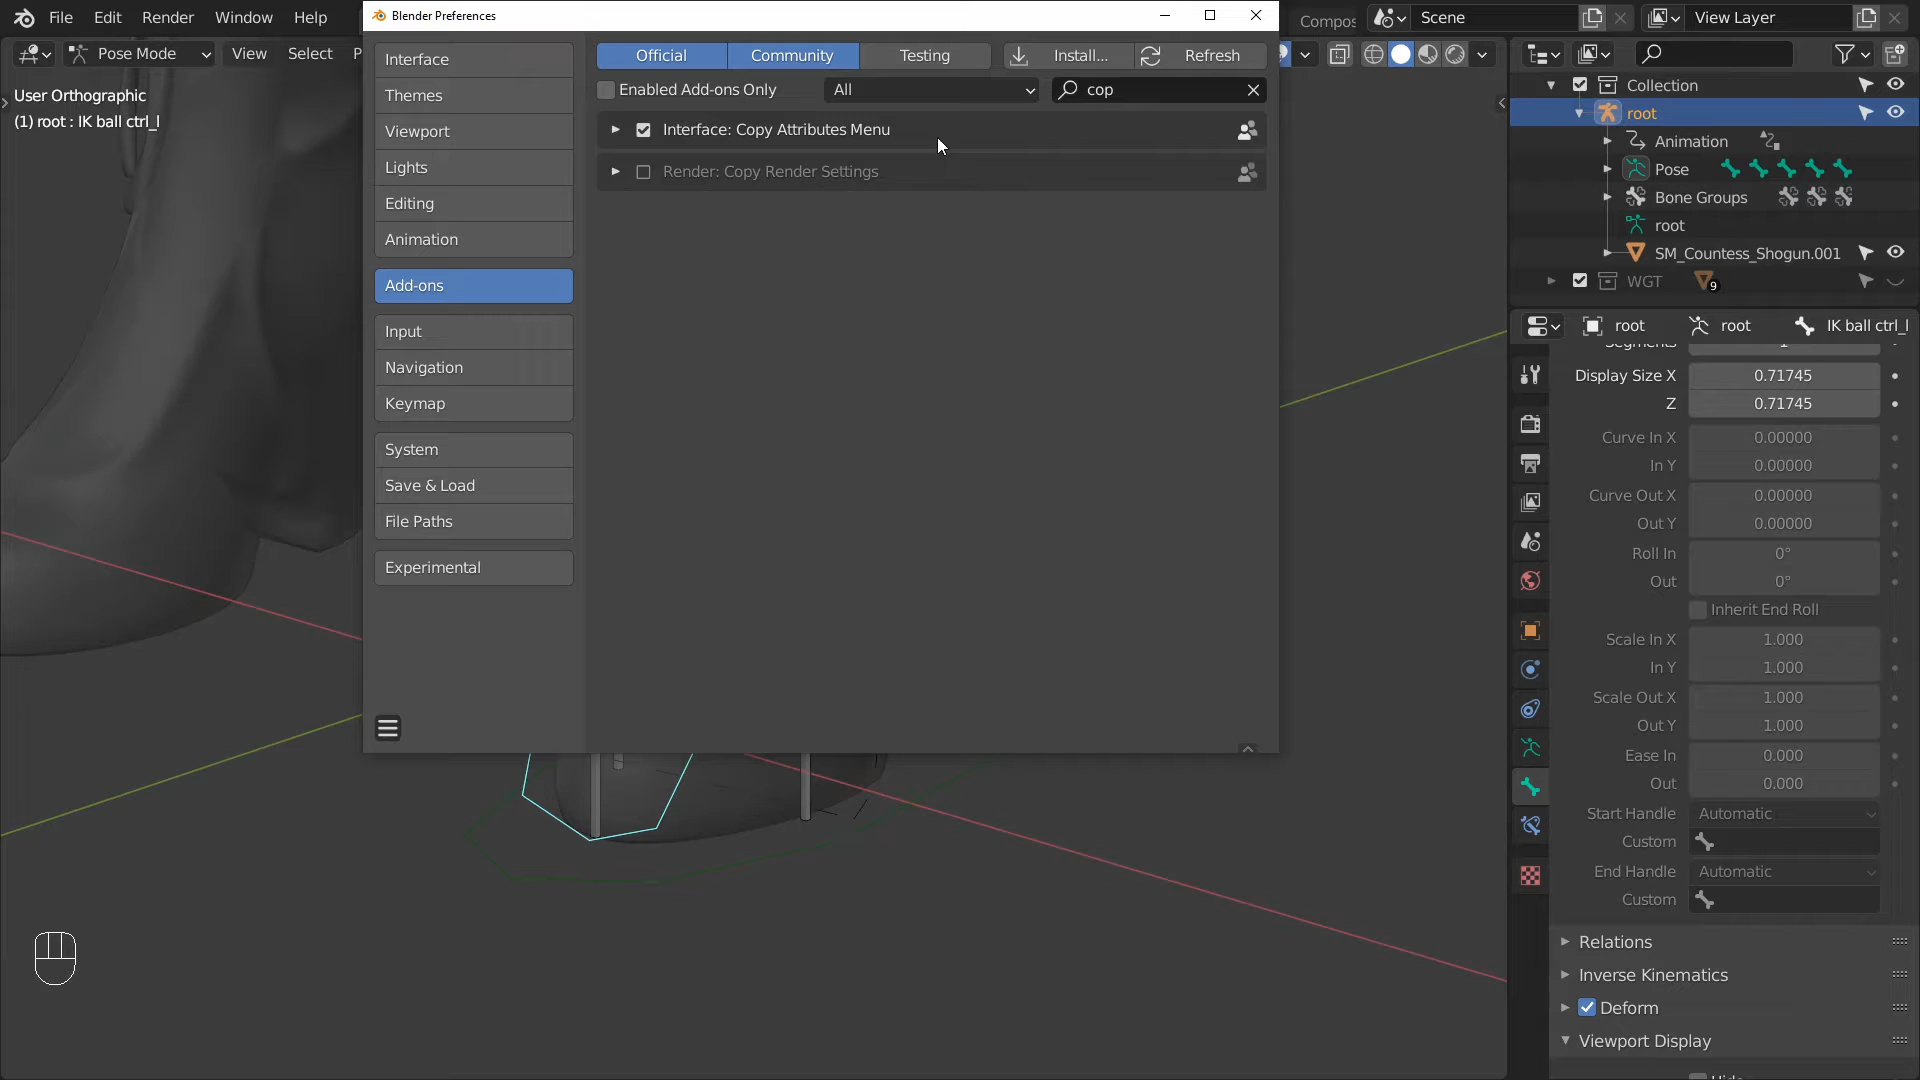 Blender Preferences
File Edit Render Window Help
Compos
Scene
View Layer
Pose Mode View Select P
User Orthographic
(1) root : IK ball ctrl_l
Interface
Themes
Viewport
Lights
Editing
Animation
Add-ons
Input
Navigation
Keymap
System
Save & Load
File Paths
Experimental
Official Community Testing Install... Refresh
Enabled Add-ons Only All cop
Interface: Copy Attributes Menu
Render: Copy Render Settings
Collection
root
Animation
Pose
Bone Groups
root
SM_Countess_Shogun.001
WGT 9
root root IK ball ctrl_l
Segments 1
Display Size X 0.71745
Z 0.71745
Curve In X 0.00000
In Y 0.00000
Curve Out X 0.00000
Out Y 0.00000
Roll In 0°
Out 0°
Inherit End Roll
Scale In X 1.000
In Y 1.000
Scale Out X 1.000
Out Y 1.000
Ease In 0.000
Out 0.000
Start Handle Automatic
Custom
End Handle Automatic
Custom
Relations
Inverse Kinematics
Deform
Viewport Display